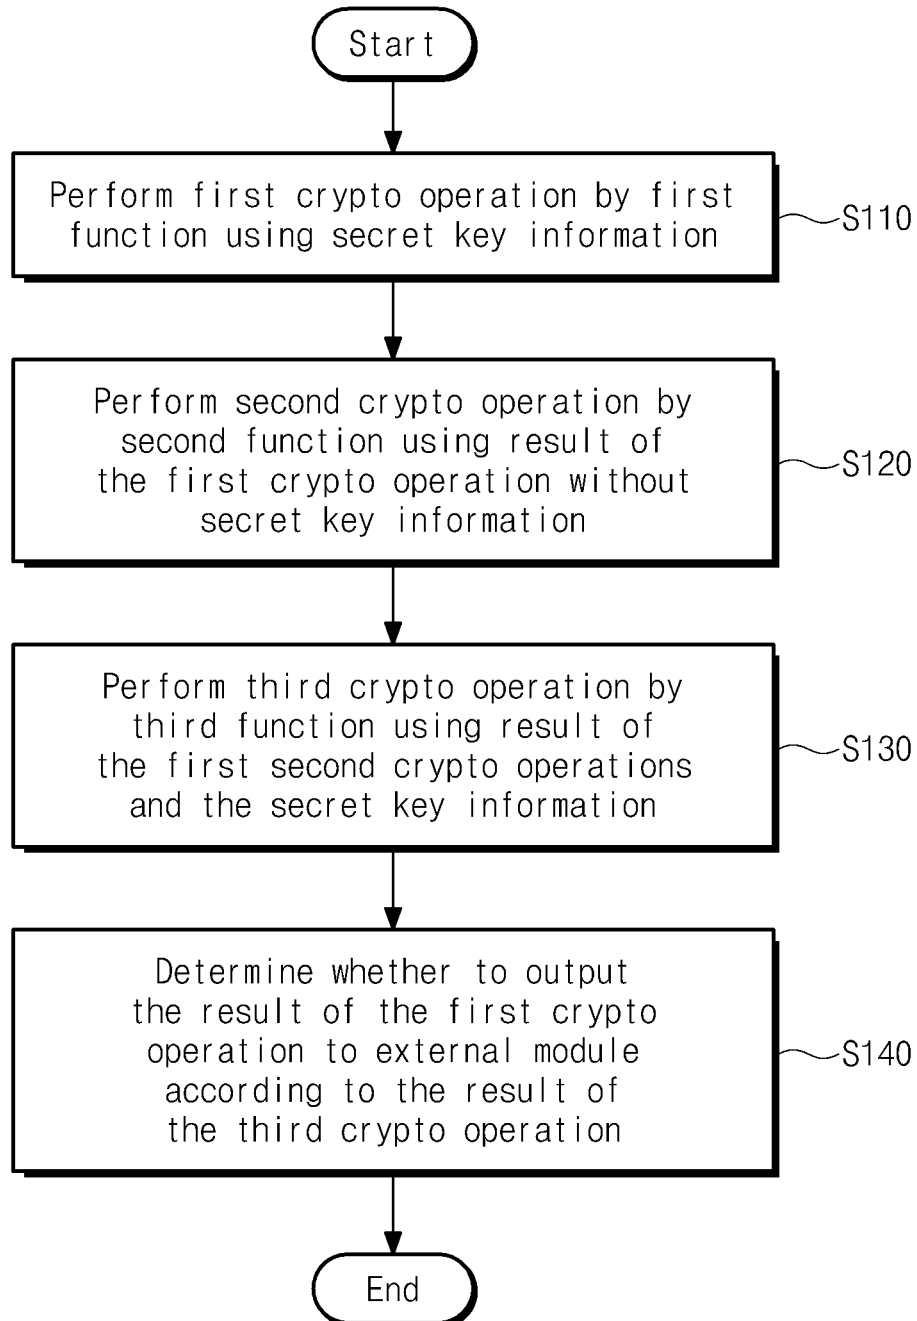 Start
Perform first crypto operation by first
function using secret key information
S110
Perform second crypto operation by
second function using result of
the first crypto operation without
secret key information
S120
Perform third crypto operation by
third function using result of
the first second crypto operations
and the secret key information
S130
Determine whether to output
the result of the first crypto
operation to external module
according to the result of
the third crypto operation
S140
End